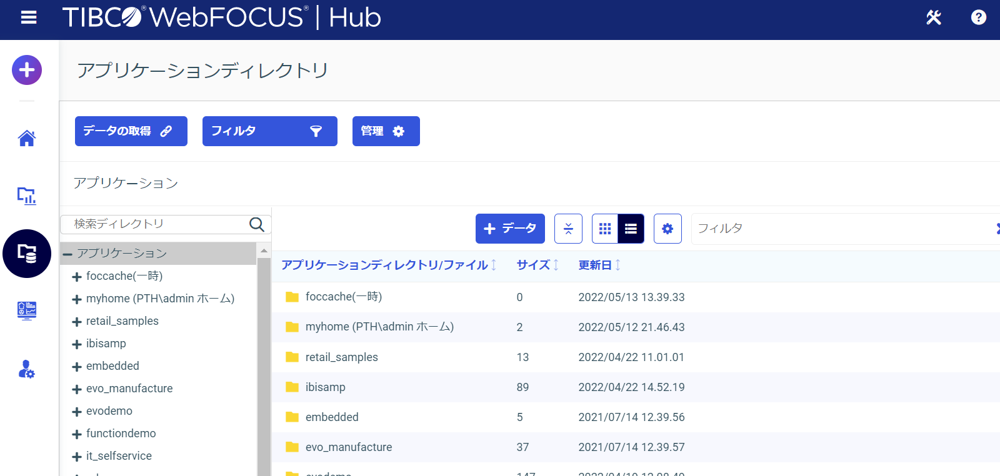 TIBCO® WebFOCUS® | Hub
アプリケーションディレクトリ
データの取得 フィルタ 管理
アプリケーション
検索ディレクトリ
データ フィルタ
アプリケーション
foccache(一時)
myhome (PTH\admin ホーム)
retail_samples
ibisamp
embedded
evo_manufacture
evodemo
functiondemo
it_selfservice
アプリケーションディレクトリ/ファイル サイズ 更新日
foccache(一時) 0 2022/05/13 13.39.33
myhome (PTH\admin ホーム) 2 2022/05/12 21.46.43
retail_samples 13 2022/04/22 11.01.01
ibisamp 89 2022/04/22 14.52.19
embedded 5 2021/07/14 12.39.56
evo_manufacture 37 2021/07/14 12.39.57